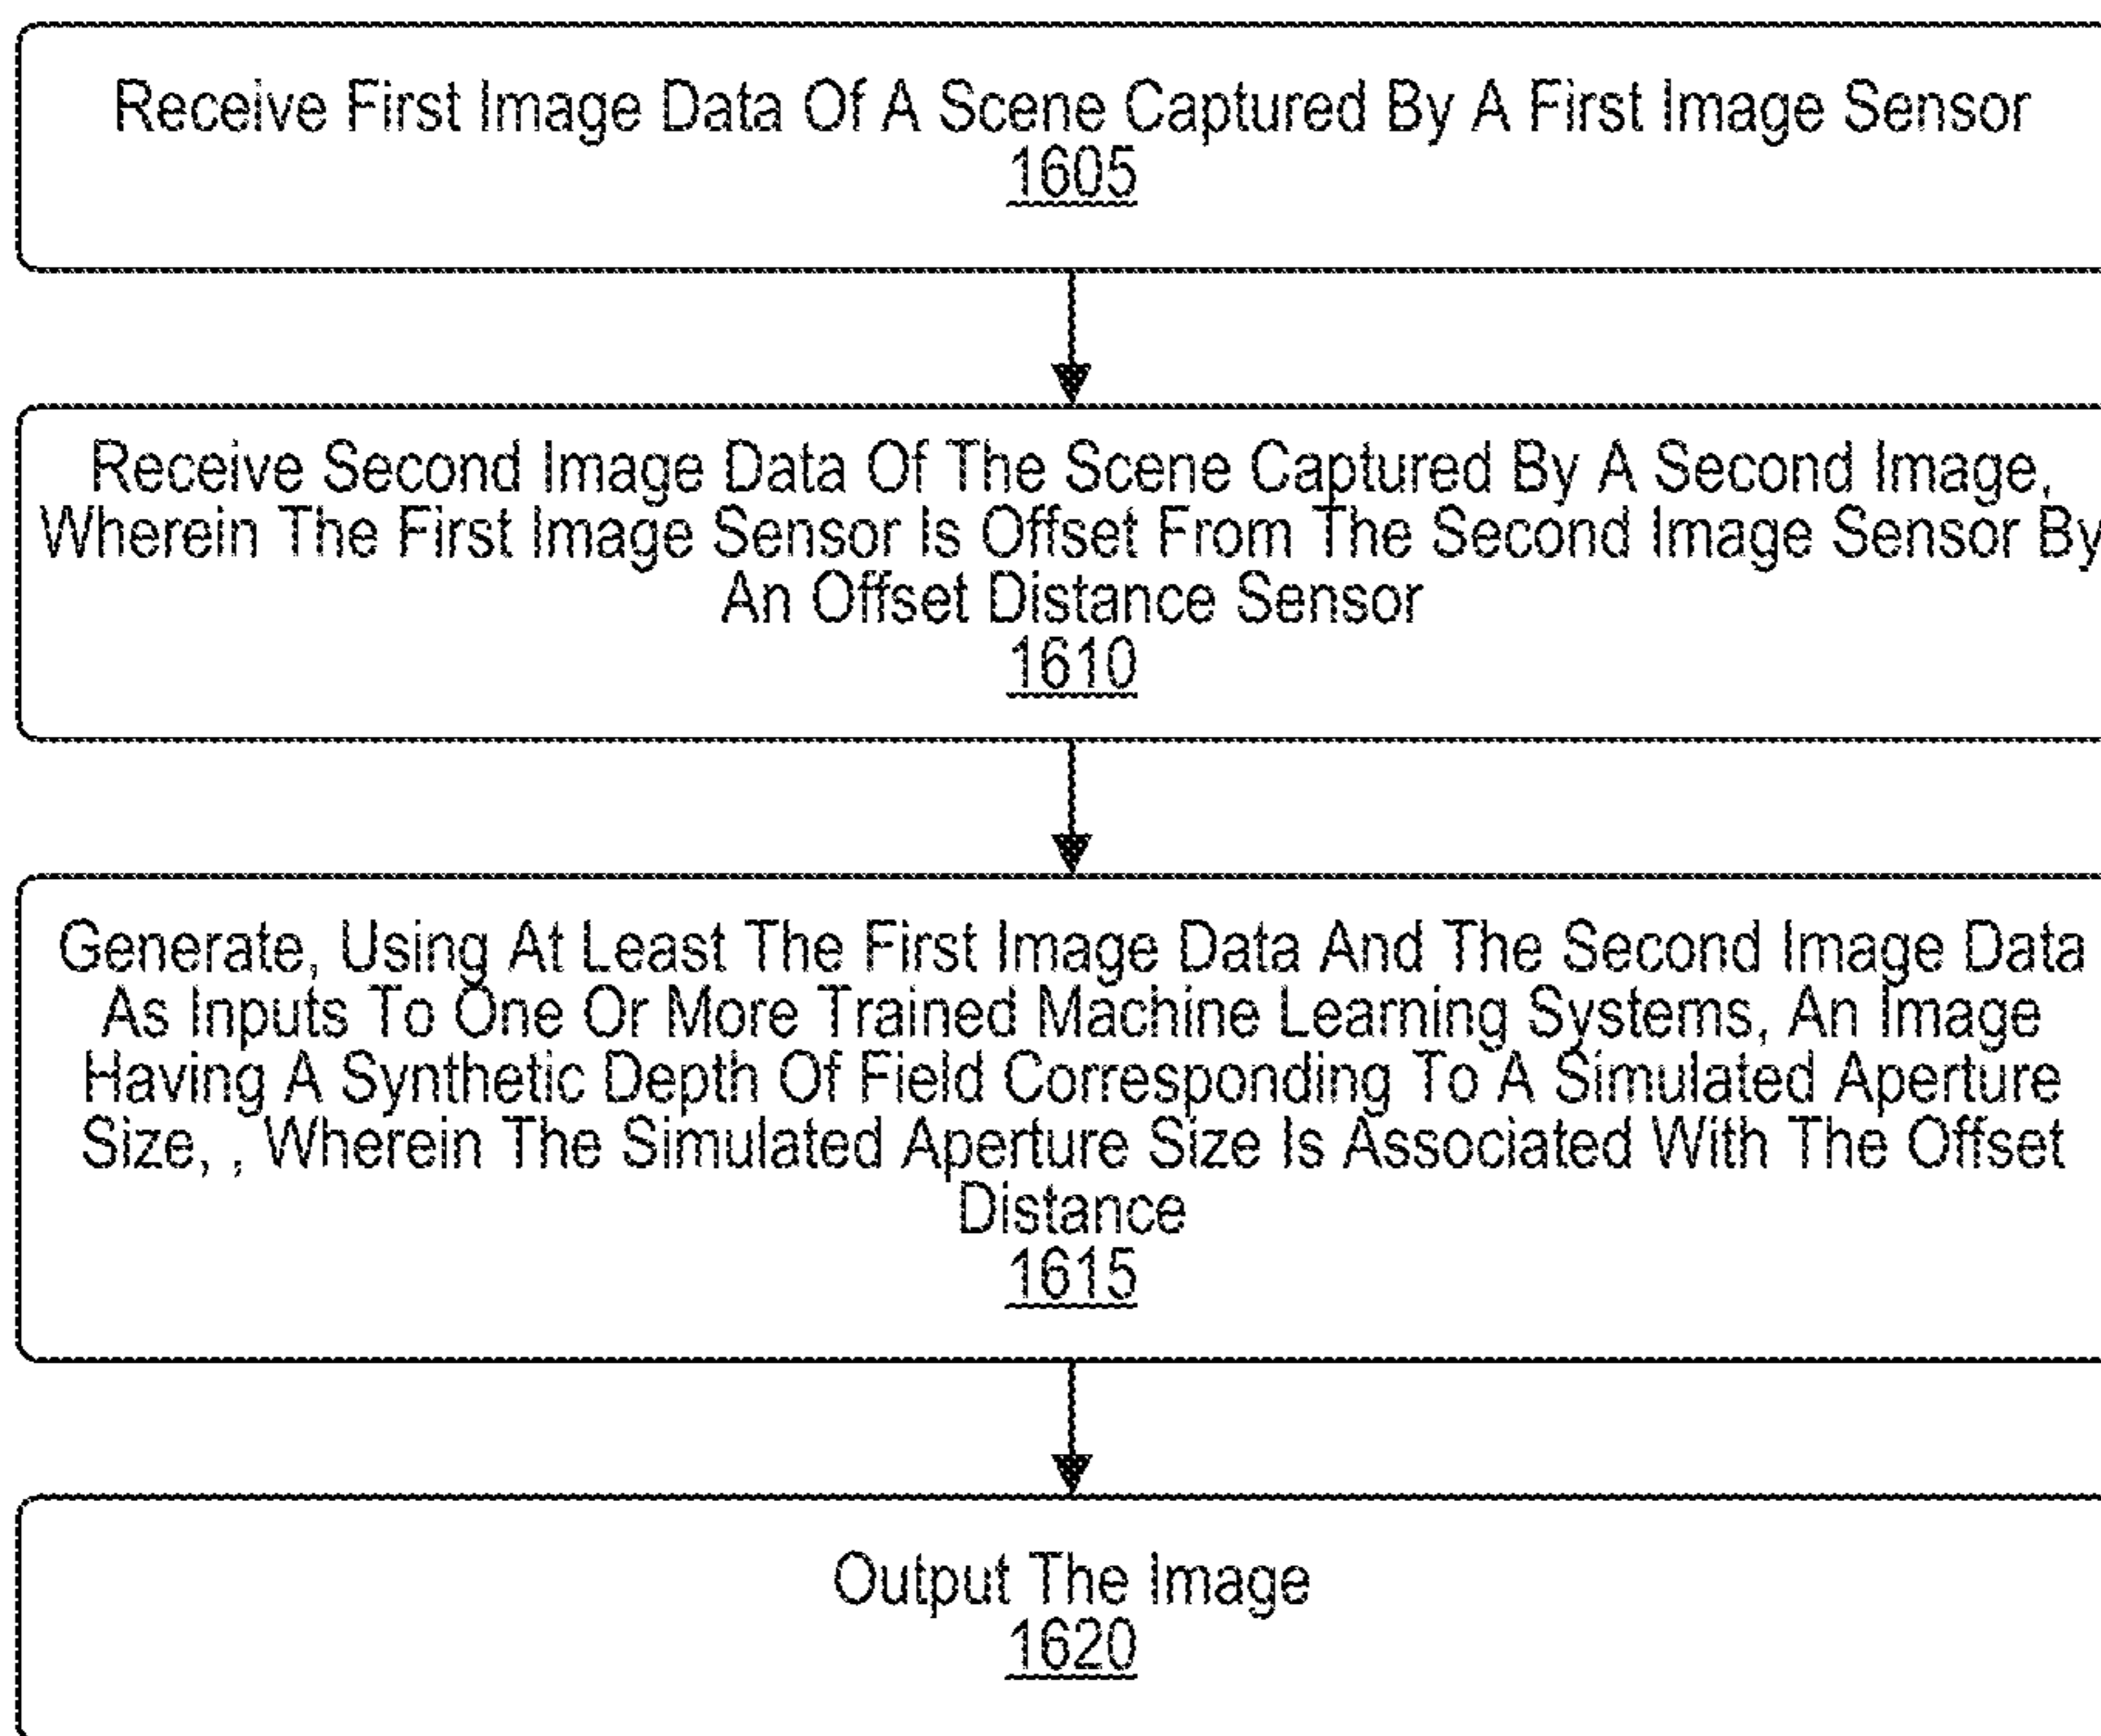 Receive First Image Data Of A Scene Captured By A First Image Sensor
1605
Receive Second Image Data Of The Scene Captured By A Second Image,
Wherein The First Image Sensor Is Offset From The Second Image Sensor By
An Offset Distance Sensor
1610
Generate, Using At Least The First Image Data And The Second Image Data
As Inputs To One Or More Trained Machine Learning Systems, An Image
Having A Synthetic Depth Of Field Corresponding To A Simulated Aperture
Size, , Wherein The Simulated Aperture Size Is Associated With The Offset
Distance
1615
Output The Image
1620